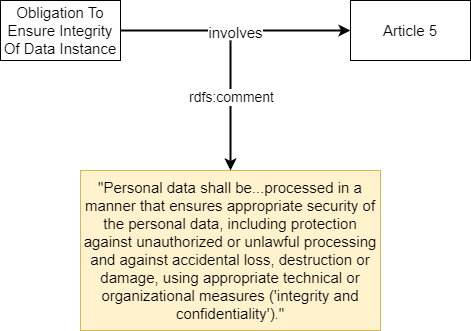 Obligation To
Ensure Integrity
Of Data Instance
involves
Article 5
rdfs:comment
"Personal data shall be...processed in a
manner that ensures appropriate security of
the personal data, including protection
against unauthorized or unlawful processing
and against accidental loss, destruction or
damage, using appropriate technical or
organizational measures ('integrity and
confidentiality')."